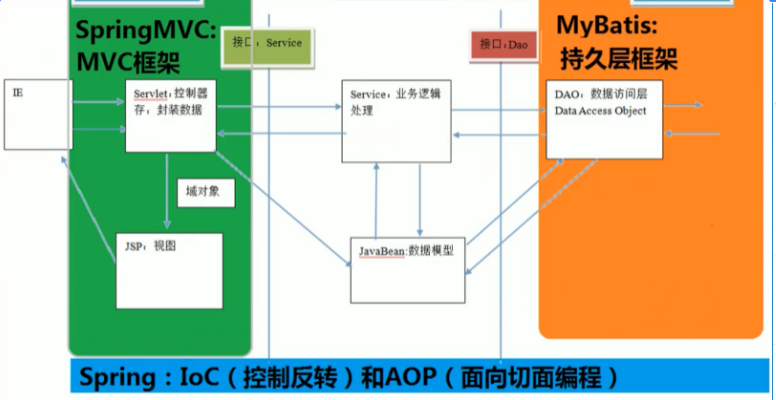 SpringMVC:
MVC框架
接口：Service
接口:Dao
MyBatis:
持久层框架
IE
Servlet:控制器
存：封装数据
Service：业务逻辑
处理
DAO：数据访问层
Data Access Object
域对象
JSP：视图
JavaBean:数据模型
Spring：IoC（控制反转）和AOP（面向切面编程）